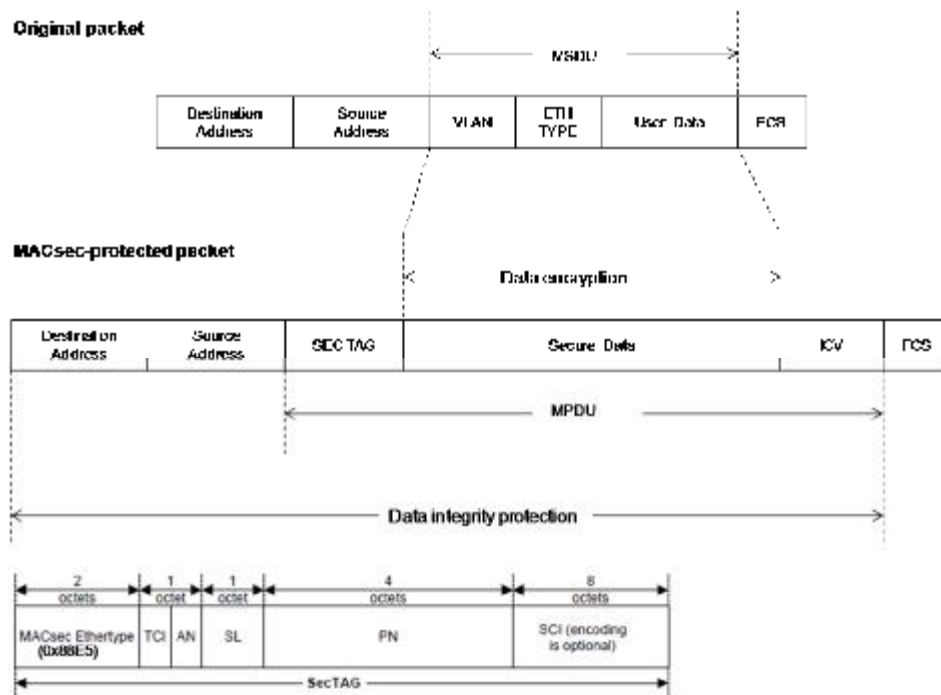 Original packet
MSDU
Destination Address
Source Address
VLAN
ETH TYPE
User Data
FCS
MACsec-protected packet
Data encryption
Destination Address
Source Address
SEC TAG
Secure Data
ICV
FCS
MPDU
Data integrity protection
2 octets
1 octet
1 octet
4 octets
8 octets
MACsec Ethertype (0x88E5)
TCI
AN
SL
PN
SCI (encoding is optional)
SecTAG